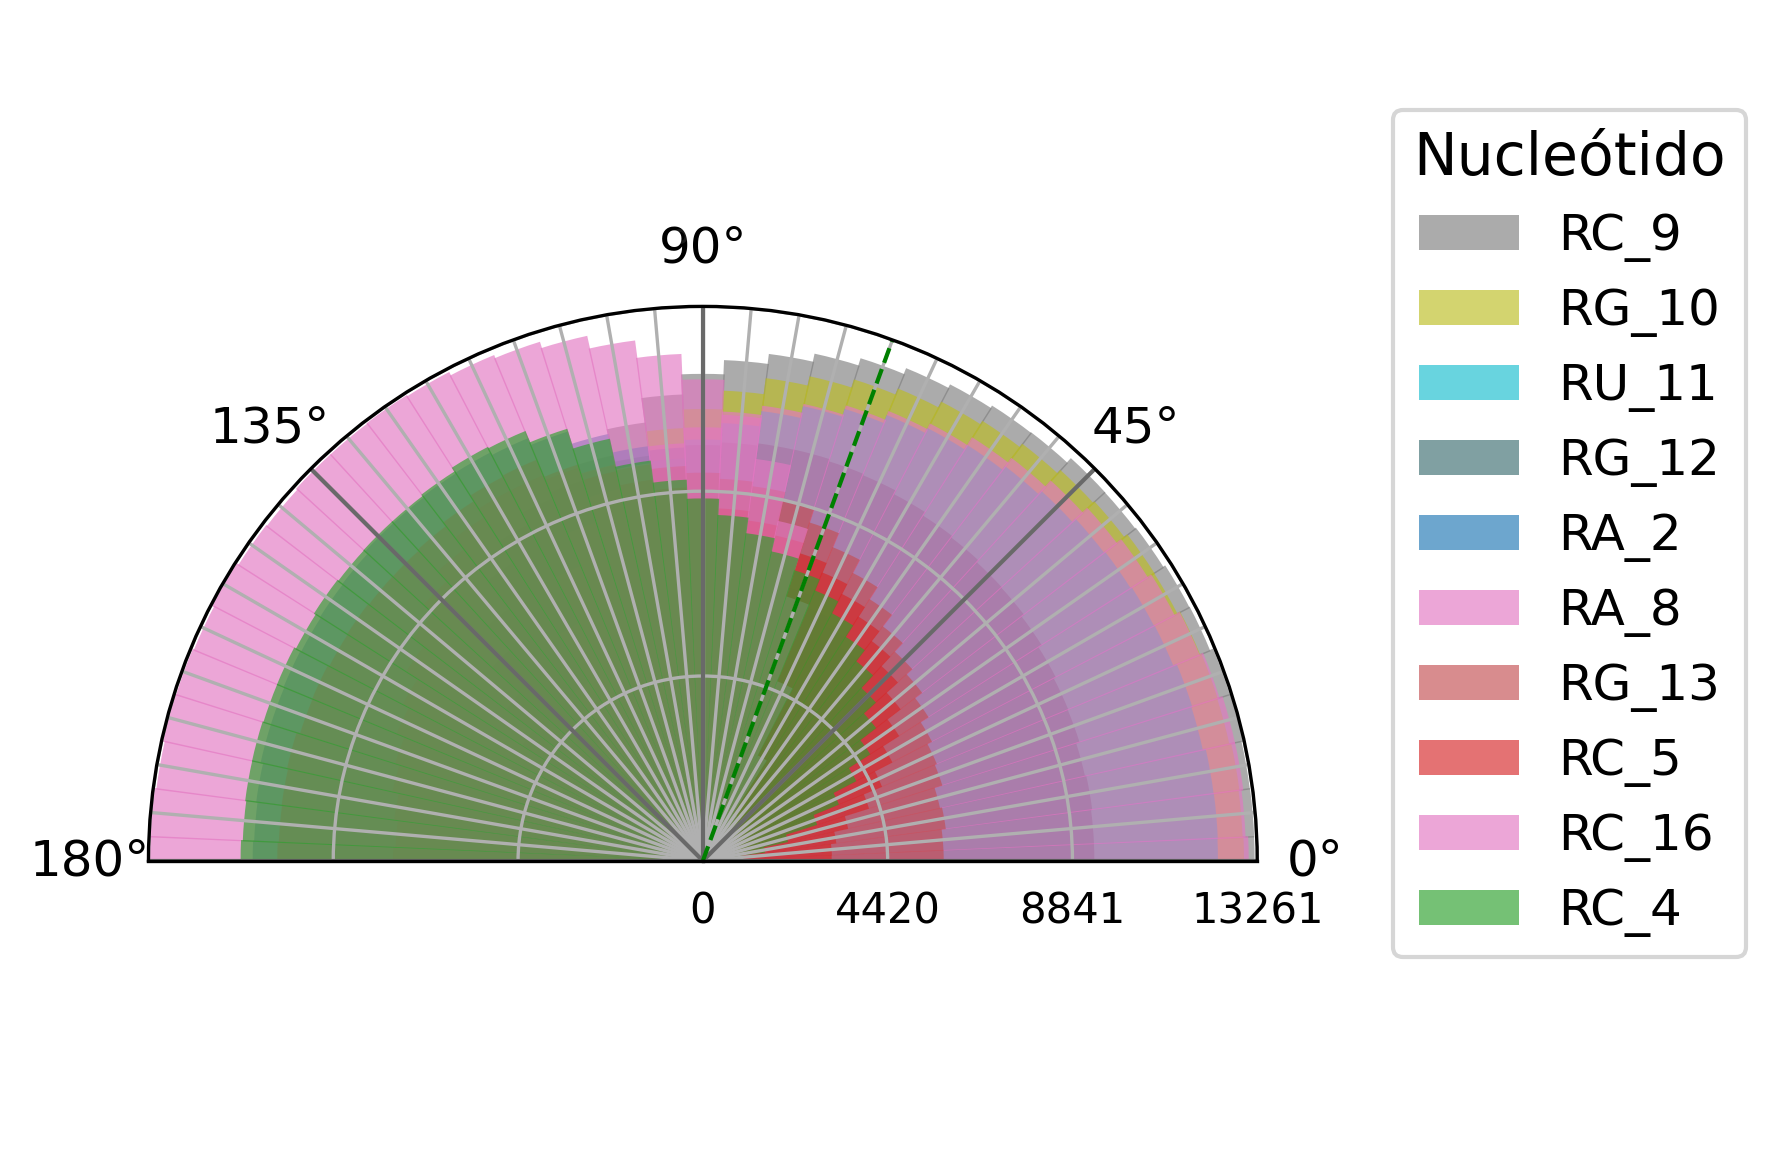 90°
135°
45°
180°
0°
0
4420
8841
13261
Nucleótido
RC_9
RG_10
RU_11
RG_12
RA_2
RA_8
RG_13
RC_5
RC_16
RC_4